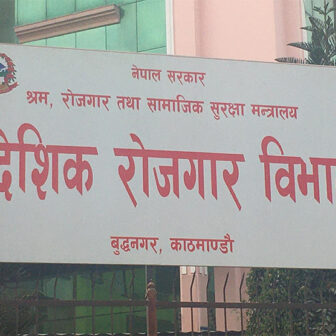 नेपाल सरकार
श्रम, रोजगार तथा सामाजिक सुरक्षा मन्त्रालय
देशिक रोजगार विभा
बुद्धनगर, काठमाण्डौ